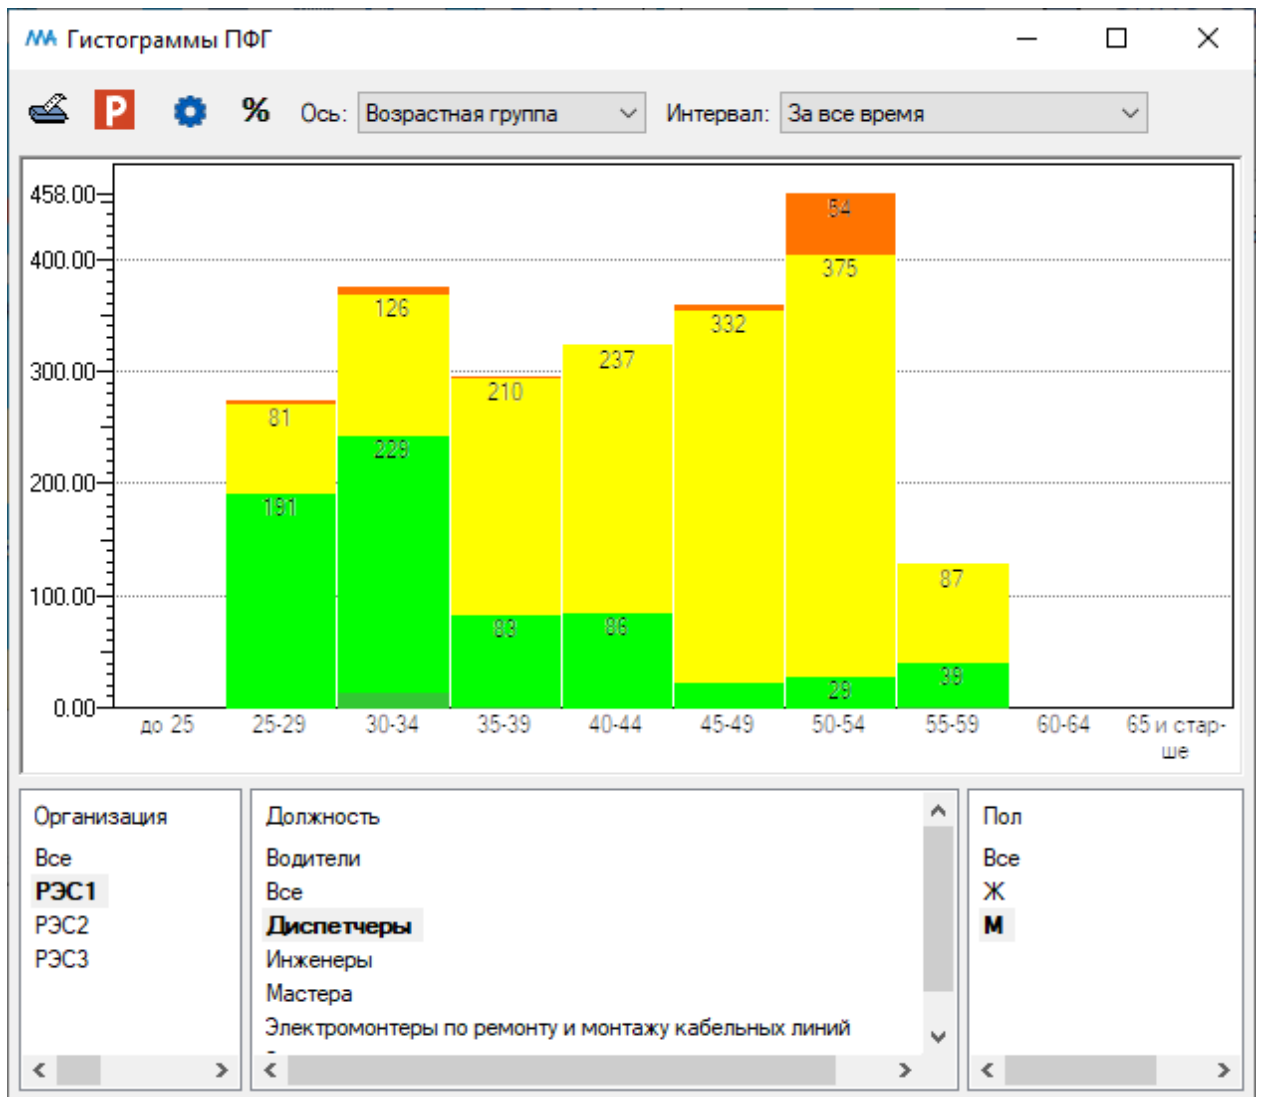 Гистограммы ПФГ
% Ось: Возрастная группа Интервал: За все время
458.00
54
400.00
375
126
332
300.00
237
210
81
229
200.00
191
100.00
87
83
86
29
39
0.00
до 25 25-29 30-34 35-39 40-44 45-49 50-54 55-59 60-64 65 и стар-
ше
Организация
Все
РЭС1
РЭС2
РЭС3
Должность
Водители
Все
Диспетчеры
Инженеры
Мастера
Электромонтеры по ремонту и монтажу кабельных линий
Пол
Все
Ж
М